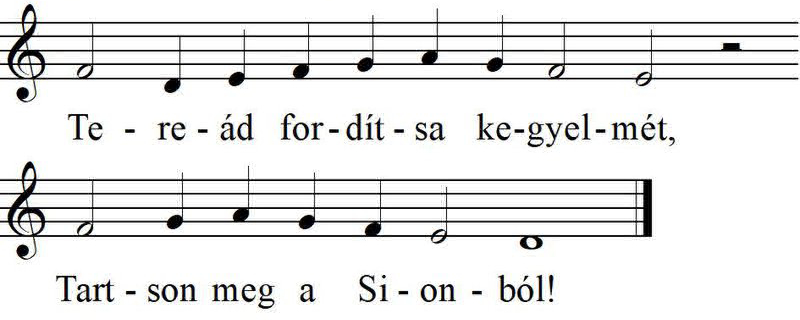 Te - re - ád for - dít - sa ke - gyel - mét,
Tart - son meg a Si - on - ból!